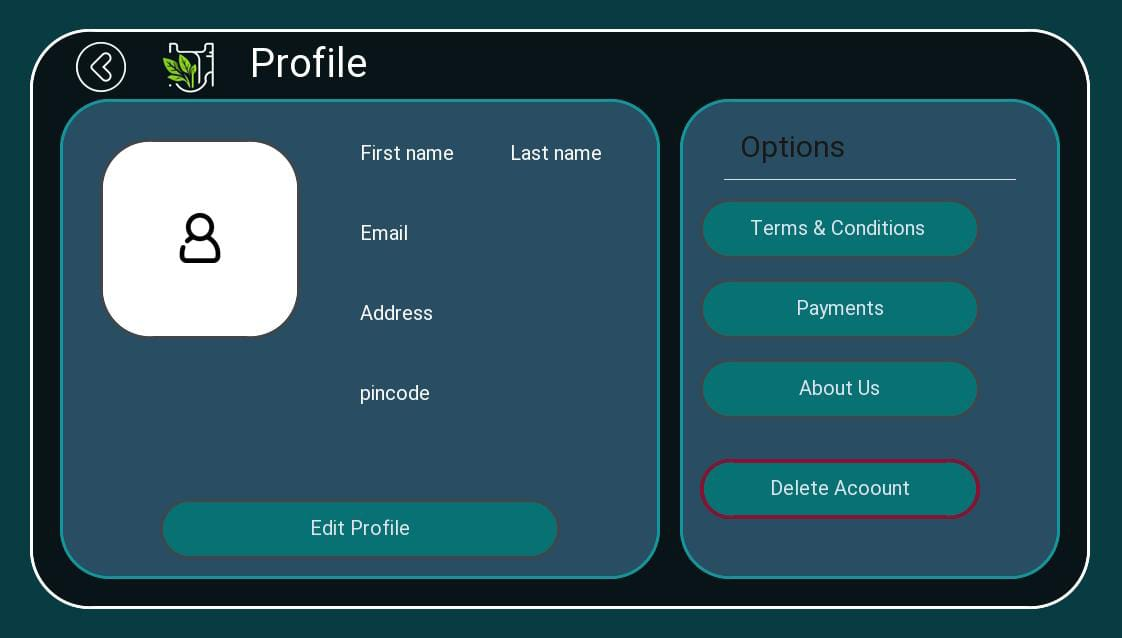 Profile
First name Last name
Email
Address
pincode
Edit Profile
Options
Terms & Conditions
Payments
About Us
Delete Acoount